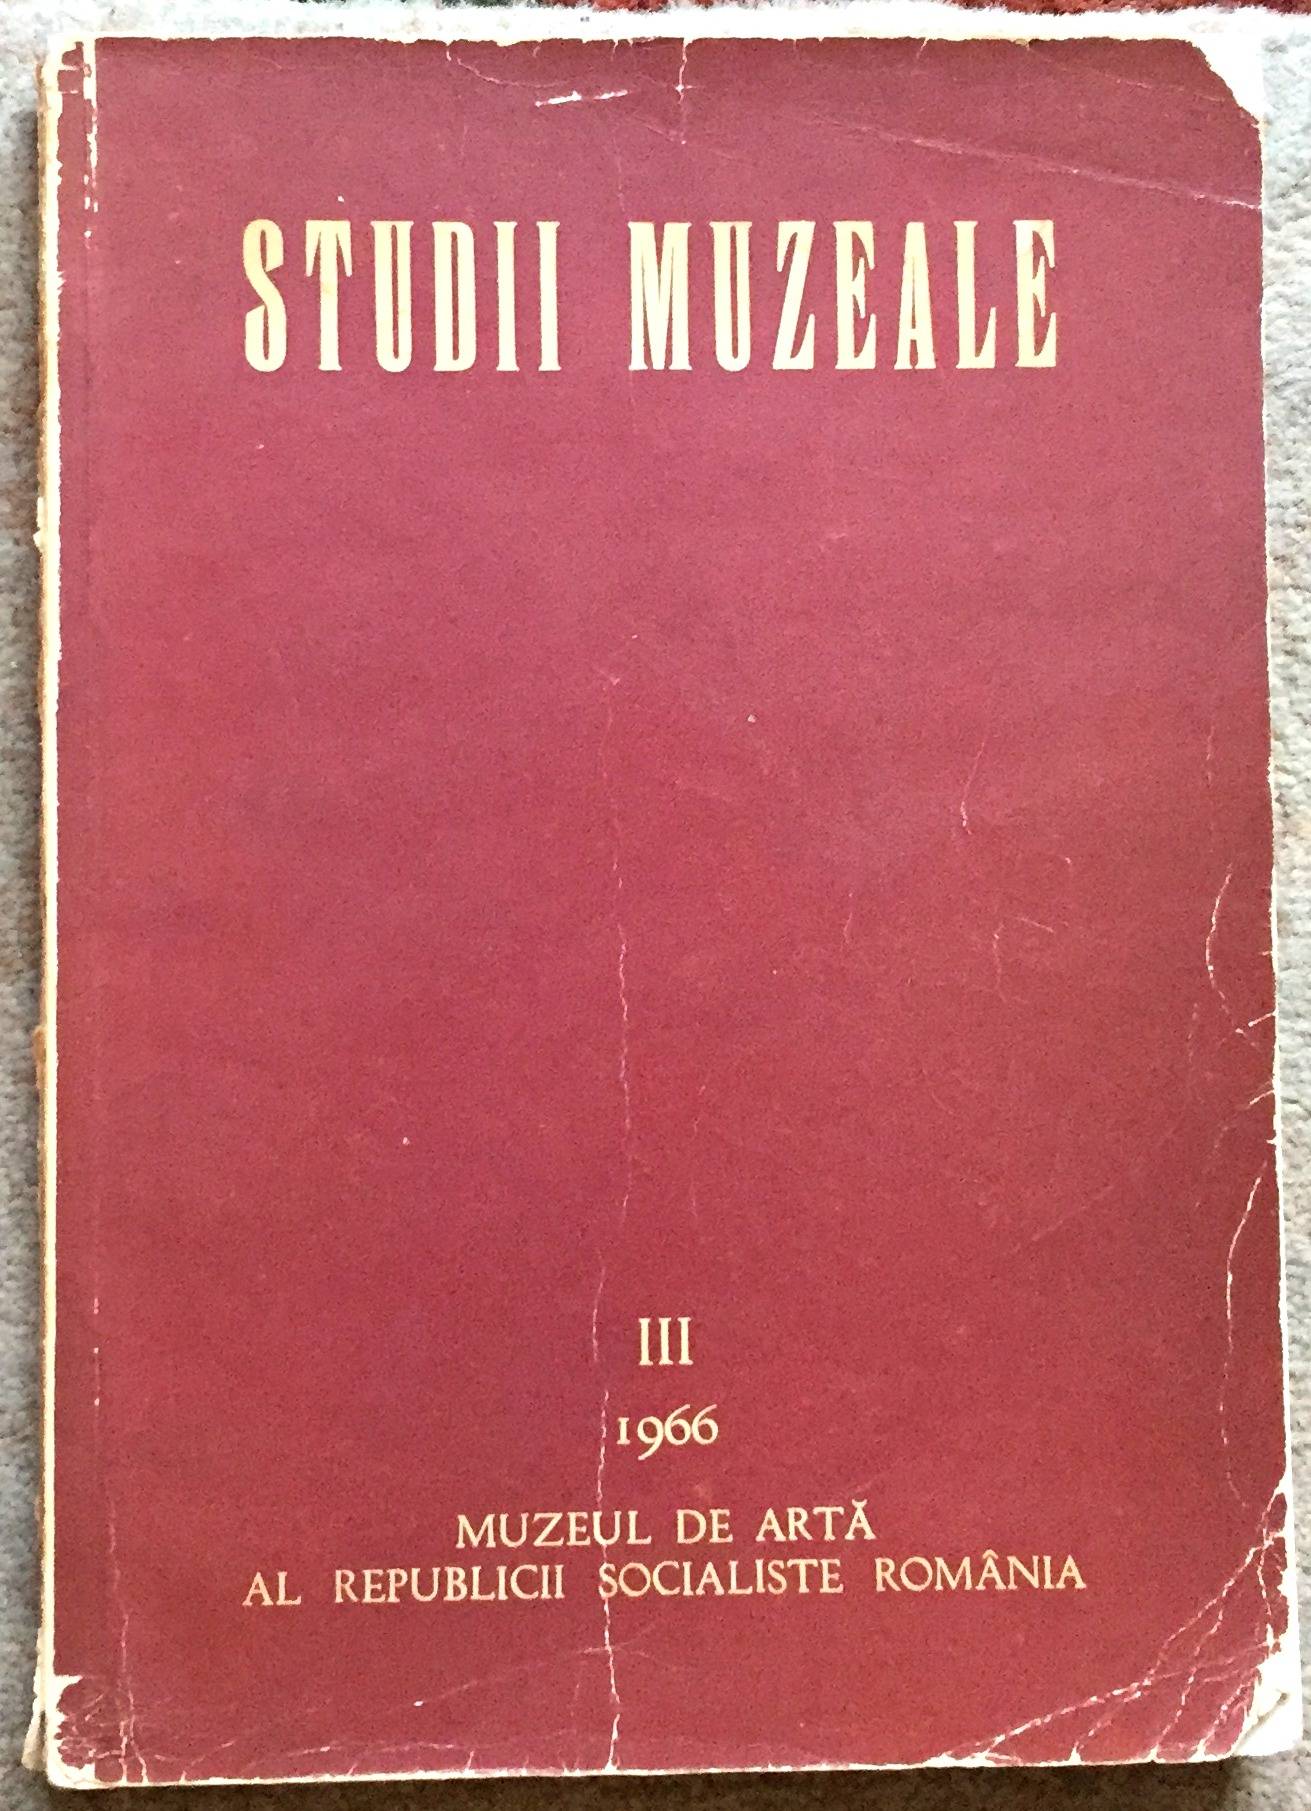 STUDII MUZEALE
III
1966
MUZEUL DE ARTĂ
AL REPUBLICII SOCIALISTE ROMÂNIA